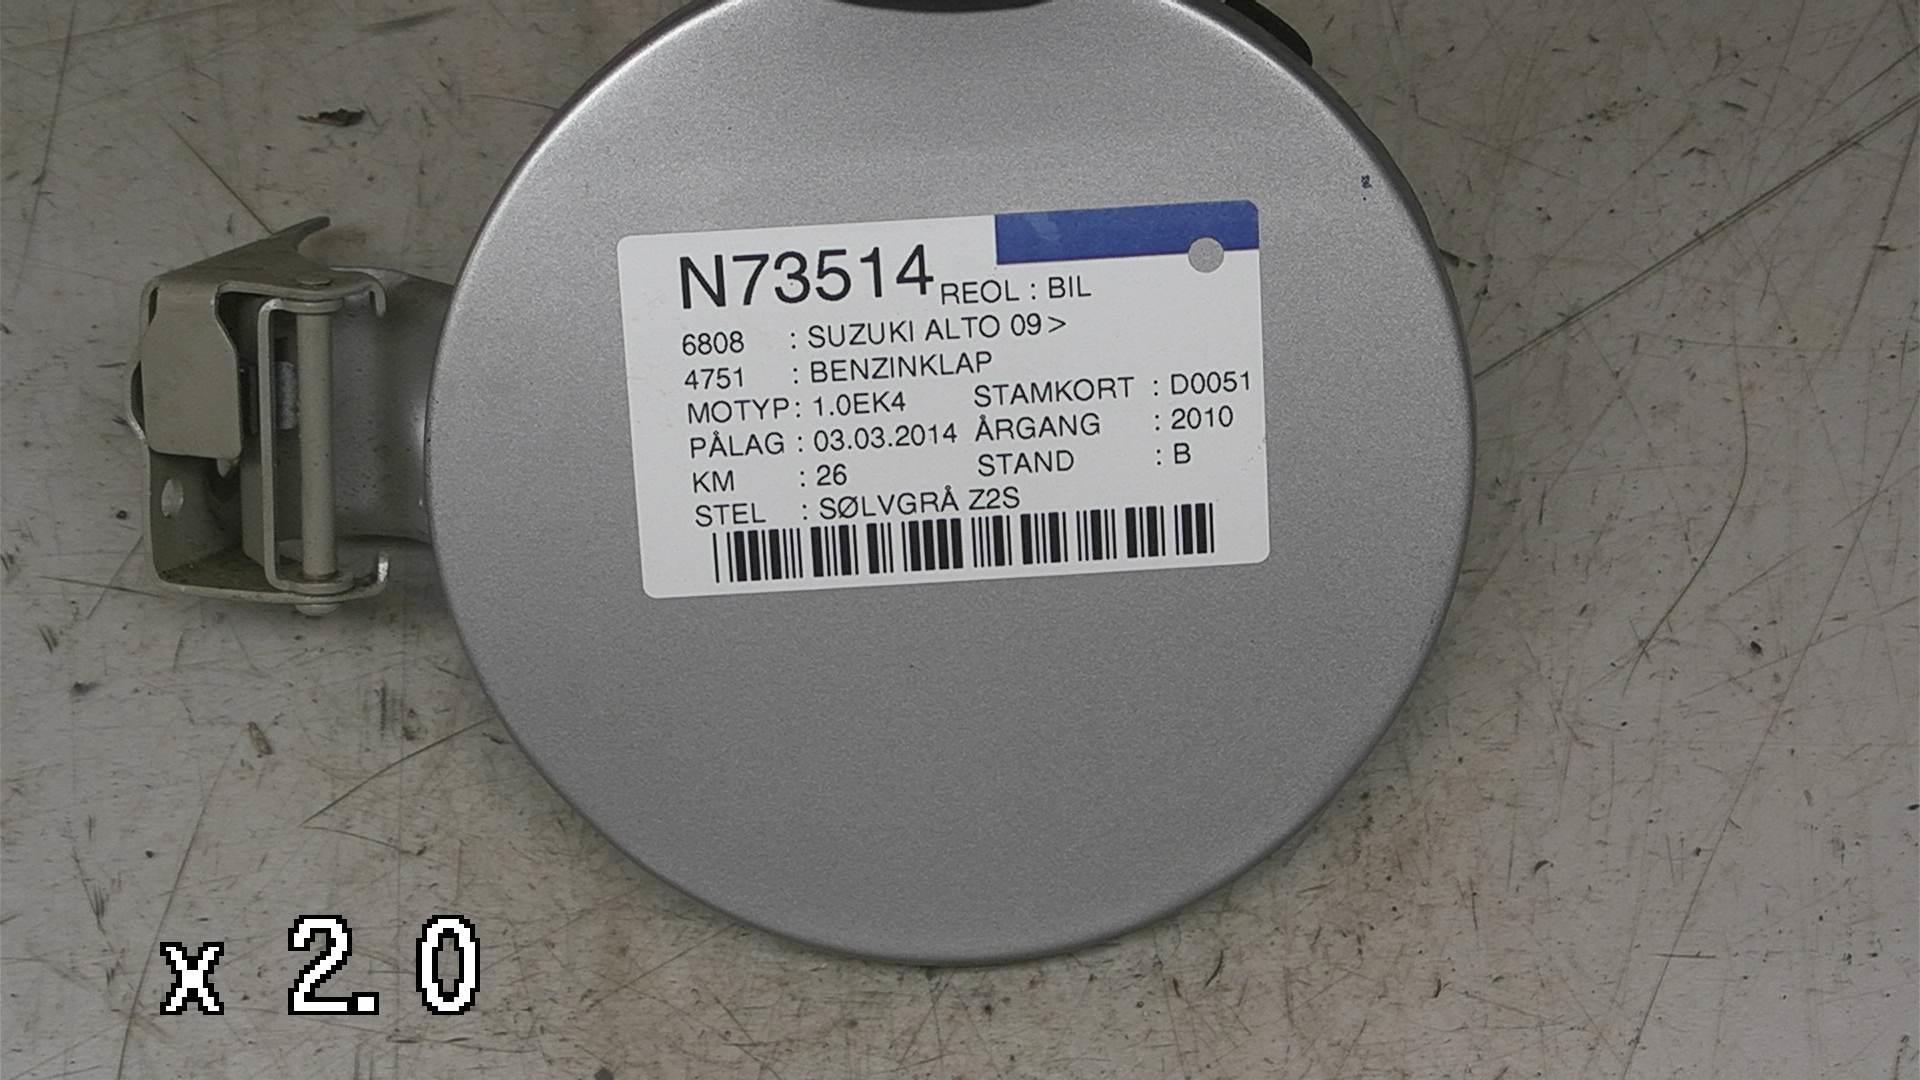 N73514 REOL : BIL
6808 : SUZUKI ALTO 09>
4751 : BENZINKLAP
MOTYP : 1.0EK4 STAMKORT : D0051
PÅLAG : 03.03.2014 ÅRGANG : 2010
KM : 26 STAND : B
STEL : SØLVGRÅ Z2S
x 2.0